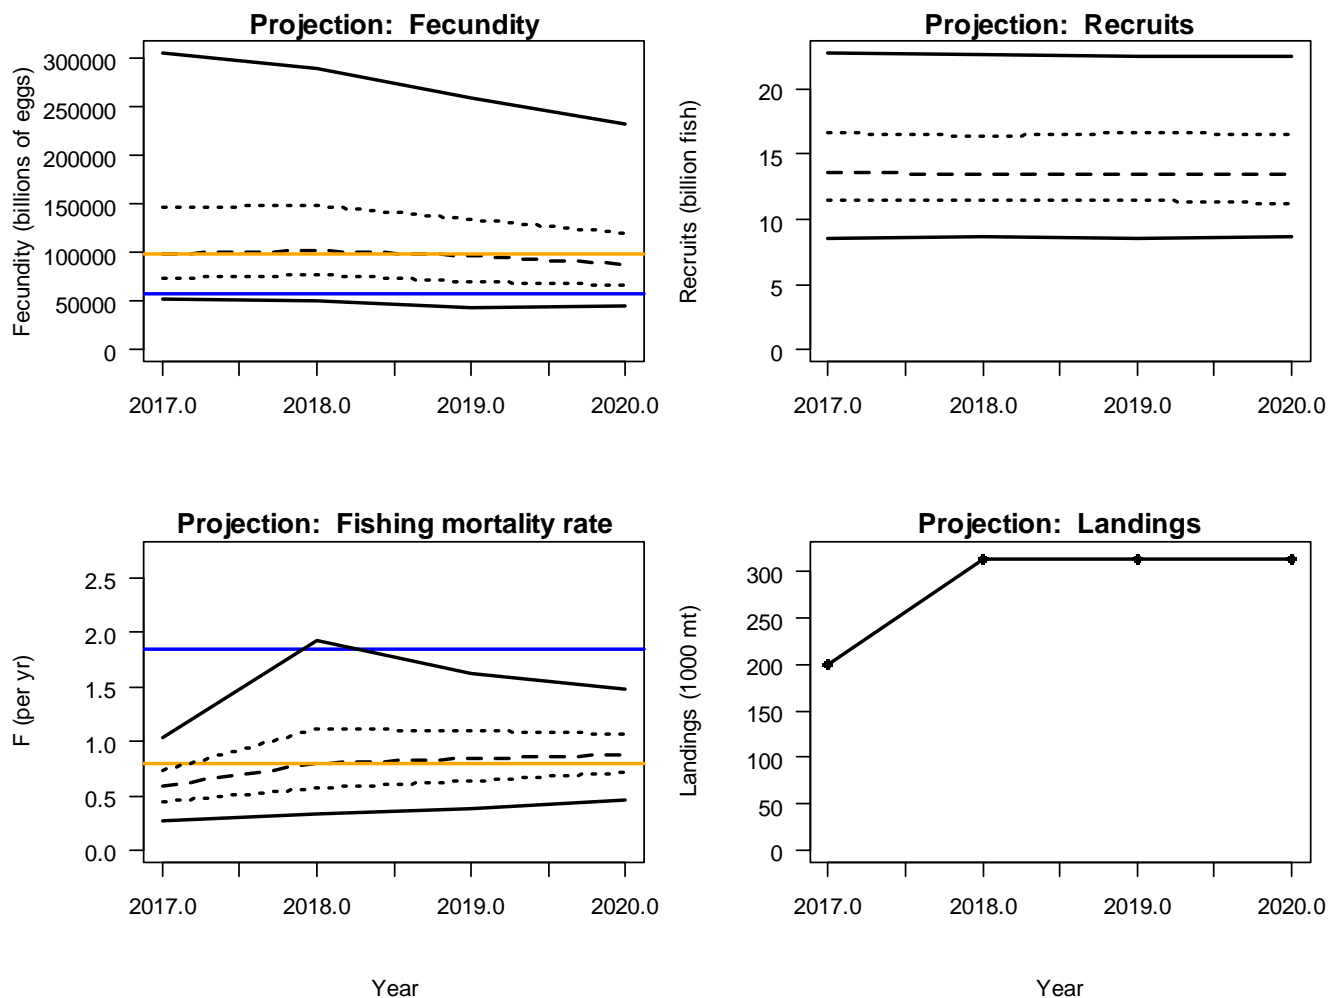 Projection:  Fecundity
Fecundity (billions of eggs)
300000
250000
200000
150000
100000
50000
0
2017.0 2018.0 2019.0 2020.0
Projection:  Recruits
Recruits (billion fish)
20
15
10
5
0
2017.0 2018.0 2019.0 2020.0
Projection:  Fishing mortality rate
F (per yr)
2.5
2.0
1.5
1.0
0.5
0.0
2017.0 2018.0 2019.0 2020.0
Year
Projection:  Landings
Landings (1000 mt)
300
250
200
150
100
50
0
2017.0 2018.0 2019.0 2020.0
Year